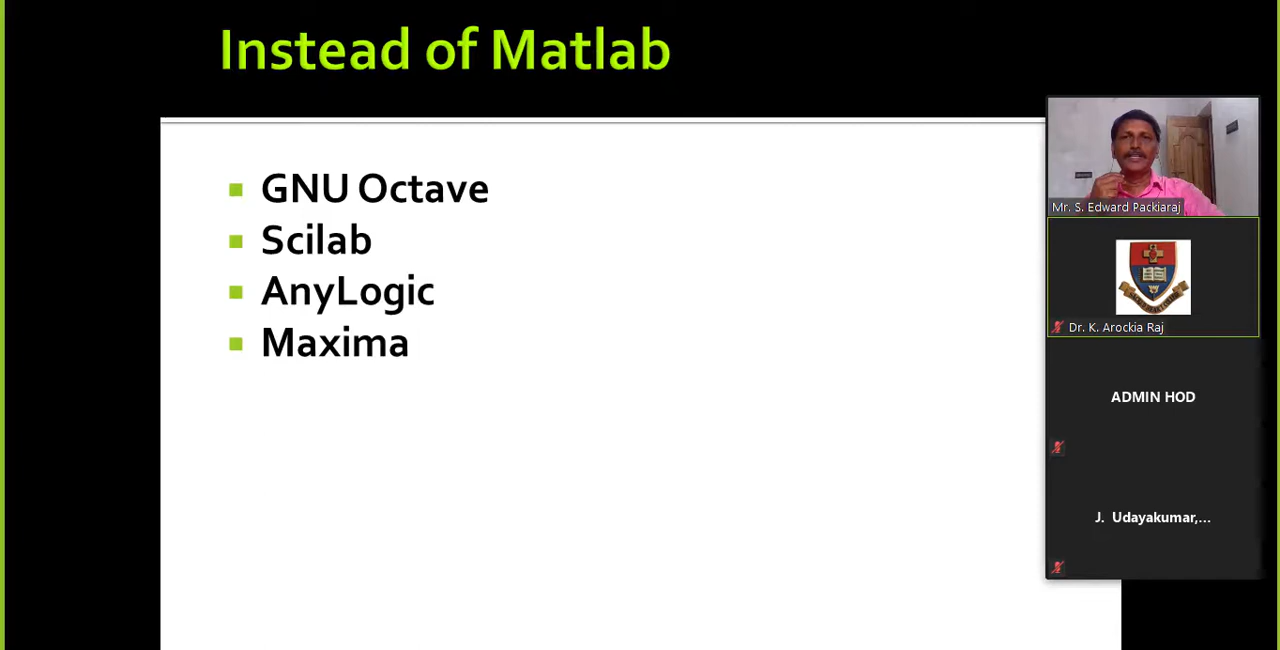 Instead of Matlab
GNU Octave
Scilab
AnyLogic
Maxima
Mr. S. Edward Packiaraj
Dr. K. Arockia Raj
ADMIN HOD
J. Udayakumar,...